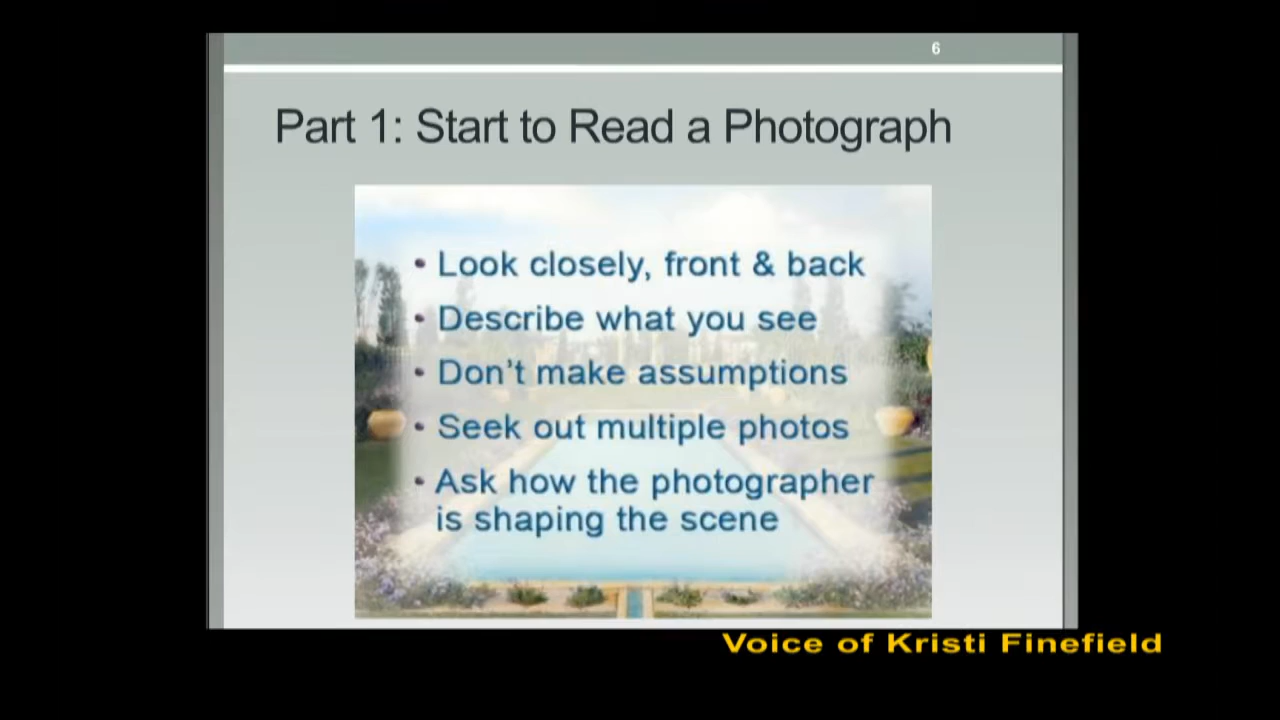 6
Part 1: Start to Read a Photograph
• Look closely, front & back
• Describe what you see
• Don't make assumptions
• Seek out multiple photos
• Ask how the photographer
is shaping the scene
Voice of Kristi Finefield